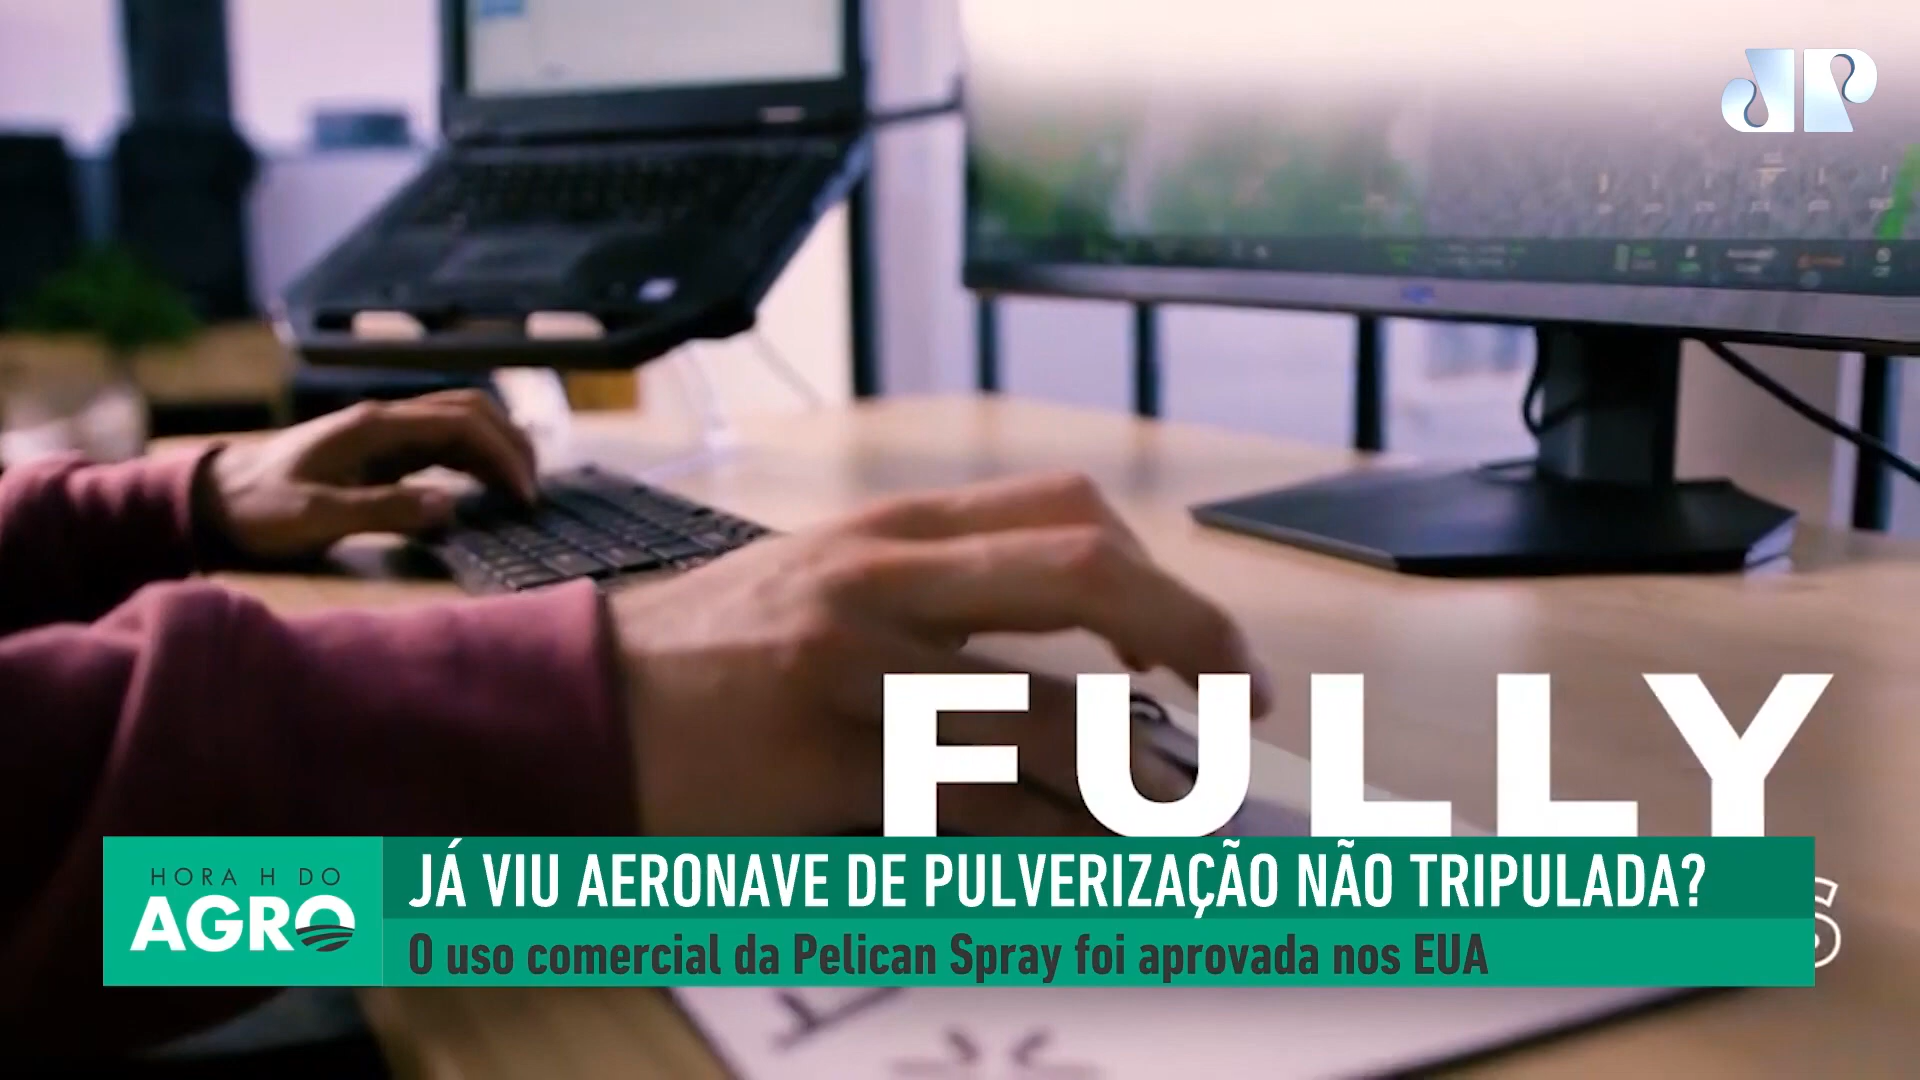 JP
FULLY
HORA H DO
AGRO
JÁ VIU AERONAVE DE PULVERIZAÇÃO NÃO TRIPULADA?
O uso comercial da Pelican Spray foi aprovada nos EUA